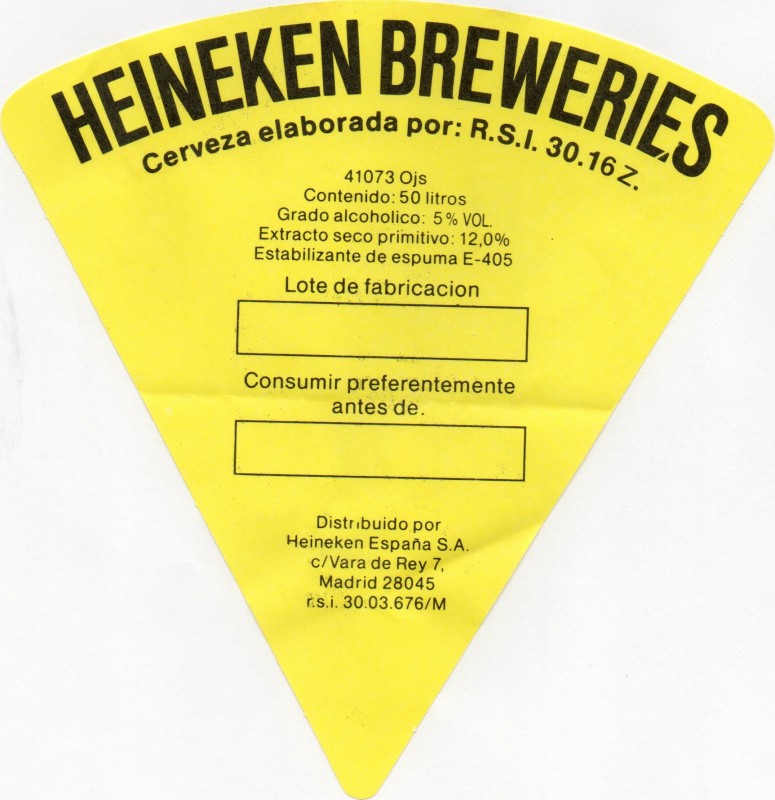 HEINEKEN BREWERIES
Cerveza elaborada por: R.S.I. 30.16 Z.
41073 Ojs
Contenido: 50 litros
Grado alcoholico: 5% VOL.
Extracto seco primitivo: 12,0%
Estabilizante de espuma E-405
Lote de fabricacion
Consumir preferentemente
antes de.
Distribuido por
Heineken España S.A.
c/Vara de Rey 7,
Madrid 28045
r.s.i. 30.03.676/M